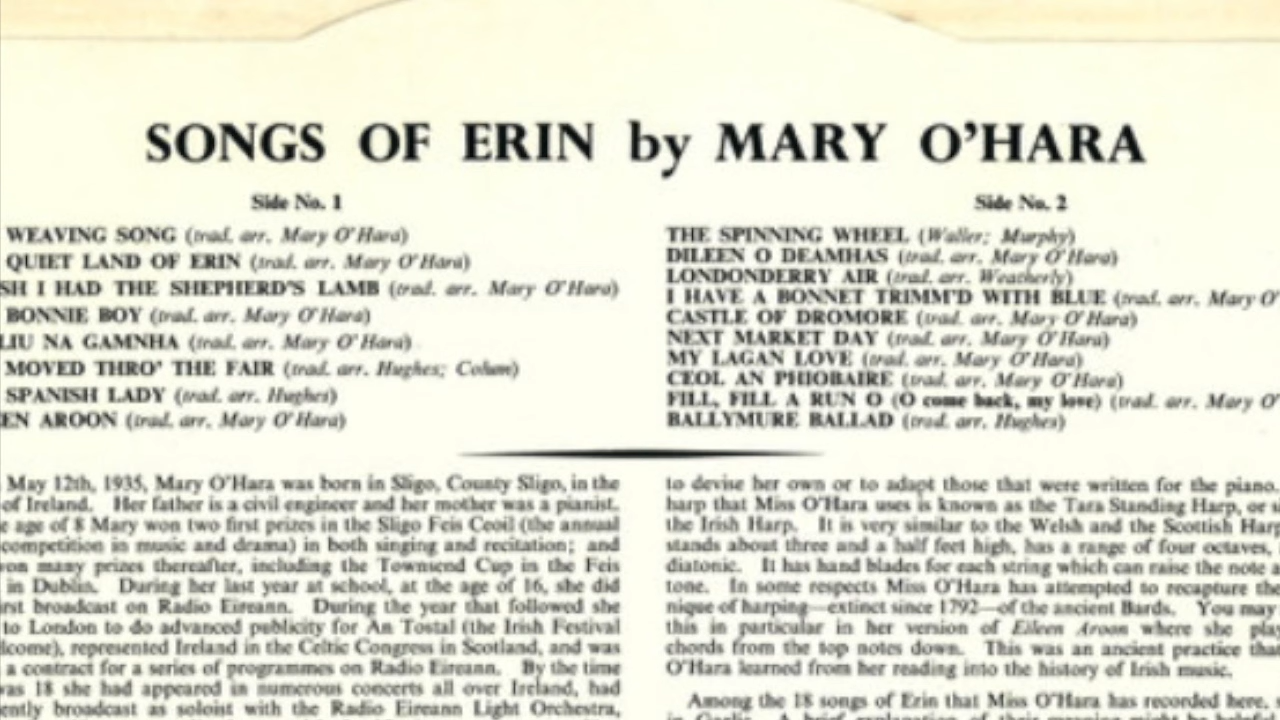 SONGS OF ERIN by MARY O'HARA
Side No. 1
WEAVING SONG (trad. arr. Mary O'Hara)
QUIET LAND OF ERIN (trad. arr. Mary O'Hara)
SH I HAD THE SHEPHERD'S LAMB (trad. arr. Mary O'Hara)
BONNIE BOY (trad. arr. Mary O'Hara)
LIU NA GAMNHA (trad. arr. Mary O'Hara)
MOVED THRO' THE FAIR (trad. arr. Hughes; Colum)
SPANISH LADY (trad. arr. Hughes)
EN AROON (trad. arr. Mary O'Hara)
Side No. 2
THE SPINNING WHEEL (Waller; Murphy)
DILEEN O DEAMHAS (trad. arr. Mary O'Hara)
LONDONDERRY AIR (trad. arr. Weatherly)
I HAVE A BONNET TRIMM'D WITH BLUE (trad. arr. Mary O'
CASTLE OF DROMORE (trad. arr. Mary O'Hara)
NEXT MARKET DAY (trad. arr. Mary O'Hara)
MY LAGAN LOVE (trad. arr. Mary O'Hara)
CEOL AN PHIOBAIRE (trad. arr. Mary O'Hara)
FILL, FILL A RUN O (O come back, my love) (trad. arr. Mary O'
BALLYMURE BALLAD (trad. arr. Hughes)
May 12th, 1935, Mary O'Hara was born in Sligo, County Sligo, in the
of Ireland. Her father is a civil engineer and her mother was a pianist.
e age of 8 Mary won two first prizes in the Sligo Feis Ceoil (the annual
competition in music and drama) in both singing and recitation; and
von many prizes thereafter, including the Townsend Cup in the Feis
in Dublin. During her last year at school, at the age of 16, she did
rst broadcast on Radio Eireann. During the year that followed she
to London to do advanced publicity for An Tostal (the Irish Festival
lcome), represented Ireland in the Celtic Congress in Scotland, and was
a contract for a series of programmes on Radio Eireann. By the time
vas 18 she had appeared in numerous concerts all over Ireland, had
ently broadcast as soloist with the Radio Eireann Light Orchestra,
to devise her own or to adapt those that were written for the piano.
harp that Miss O'Hara uses is known as the Tara Standing Harp, or s
the Irish Harp. It is very similar to the Welsh and the Scottish Harp
stands about three and a half feet high, has a range of four octaves,
diatonic. It has hand blades for each string which can raise the note a
tone. In some respects Miss O'Hara has attempted to recapture the
nique of harping—extinct since 1792—of the ancient Bards. You may
this in particular in her version of Eileen Aroon where she play
chords from the top notes down. This was an ancient practice that
O'Hara learned from her reading into the history of Irish music.
Among the 18 songs of Erin that Miss O'Hara has recorded here,